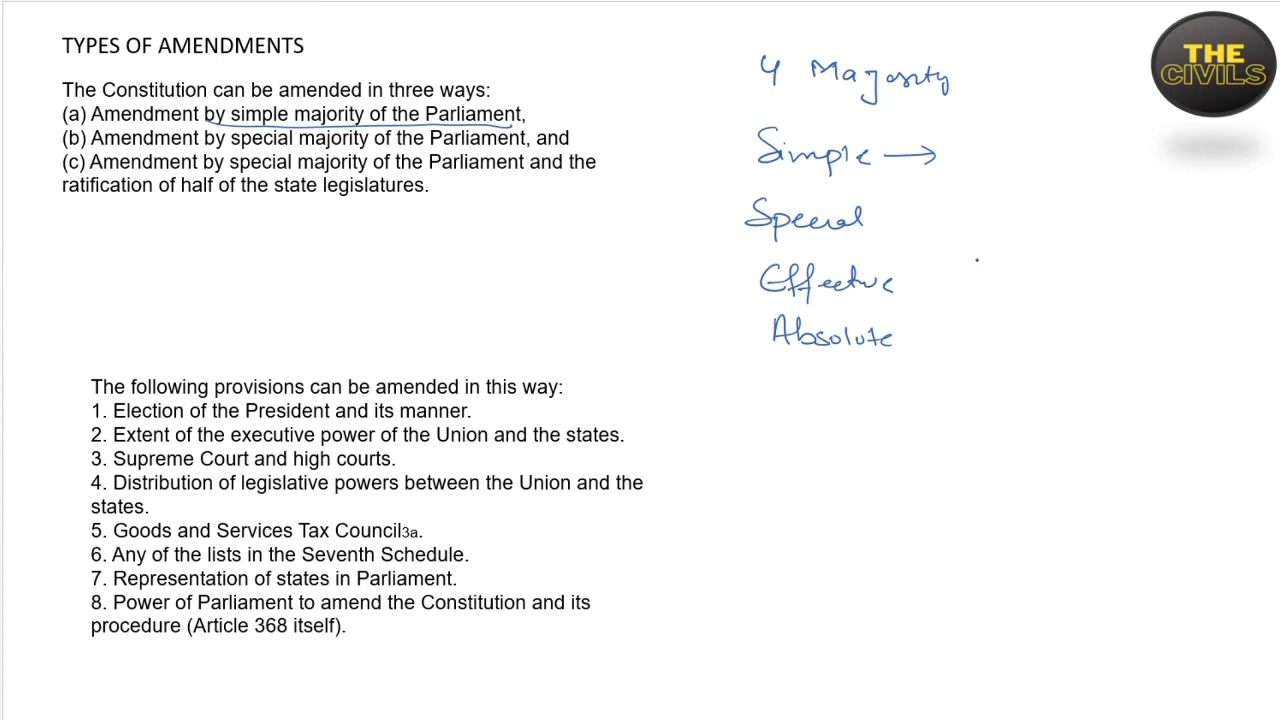 TYPES OF AMENDMENTS
The Constitution can be amended in three ways:
(a) Amendment by simple majority of the Parliament,
(b) Amendment by special majority of the Parliament, and
(c) Amendment by special majority of the Parliament and the
ratification of half of the state legislatures.
The following provisions can be amended in this way:
1. Election of the President and its manner.
2. Extent of the executive power of the Union and the states.
3. Supreme Court and high courts.
4. Distribution of legislative powers between the Union and the
states.
5. Goods and Services Tax Council3a.
6. Any of the lists in the Seventh Schedule.
7. Representation of states in Parliament.
8. Power of Parliament to amend the Constitution and its
procedure (Article 368 itself).
4 Majority
Simple →
Special
Effective
Absolute
THE
CIVILS